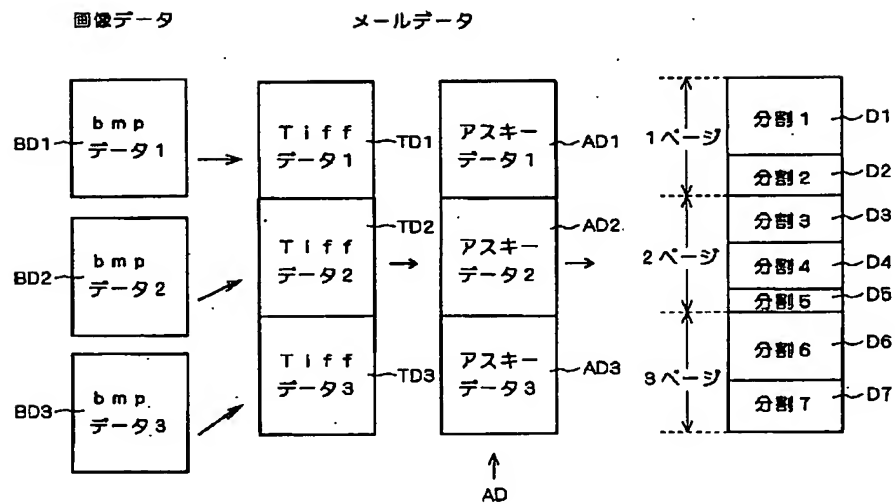 画像データ
メールデータ
BD1
bmp
データ1
BD2
bmp
データ2
BD3
bmp
データ3
Tiff
データ1
TD1
Tiff
データ2
TD2
Tiff
データ3
TD3
アスキー
データ1
AD1
アスキー
データ2
AD2
アスキー
データ3
AD3
AD
1ページ
2ページ
3ページ
分割1
D1
分割2
D2
分割3
D3
分割4
D4
分割5
D5
分割6
D6
分割7
D7